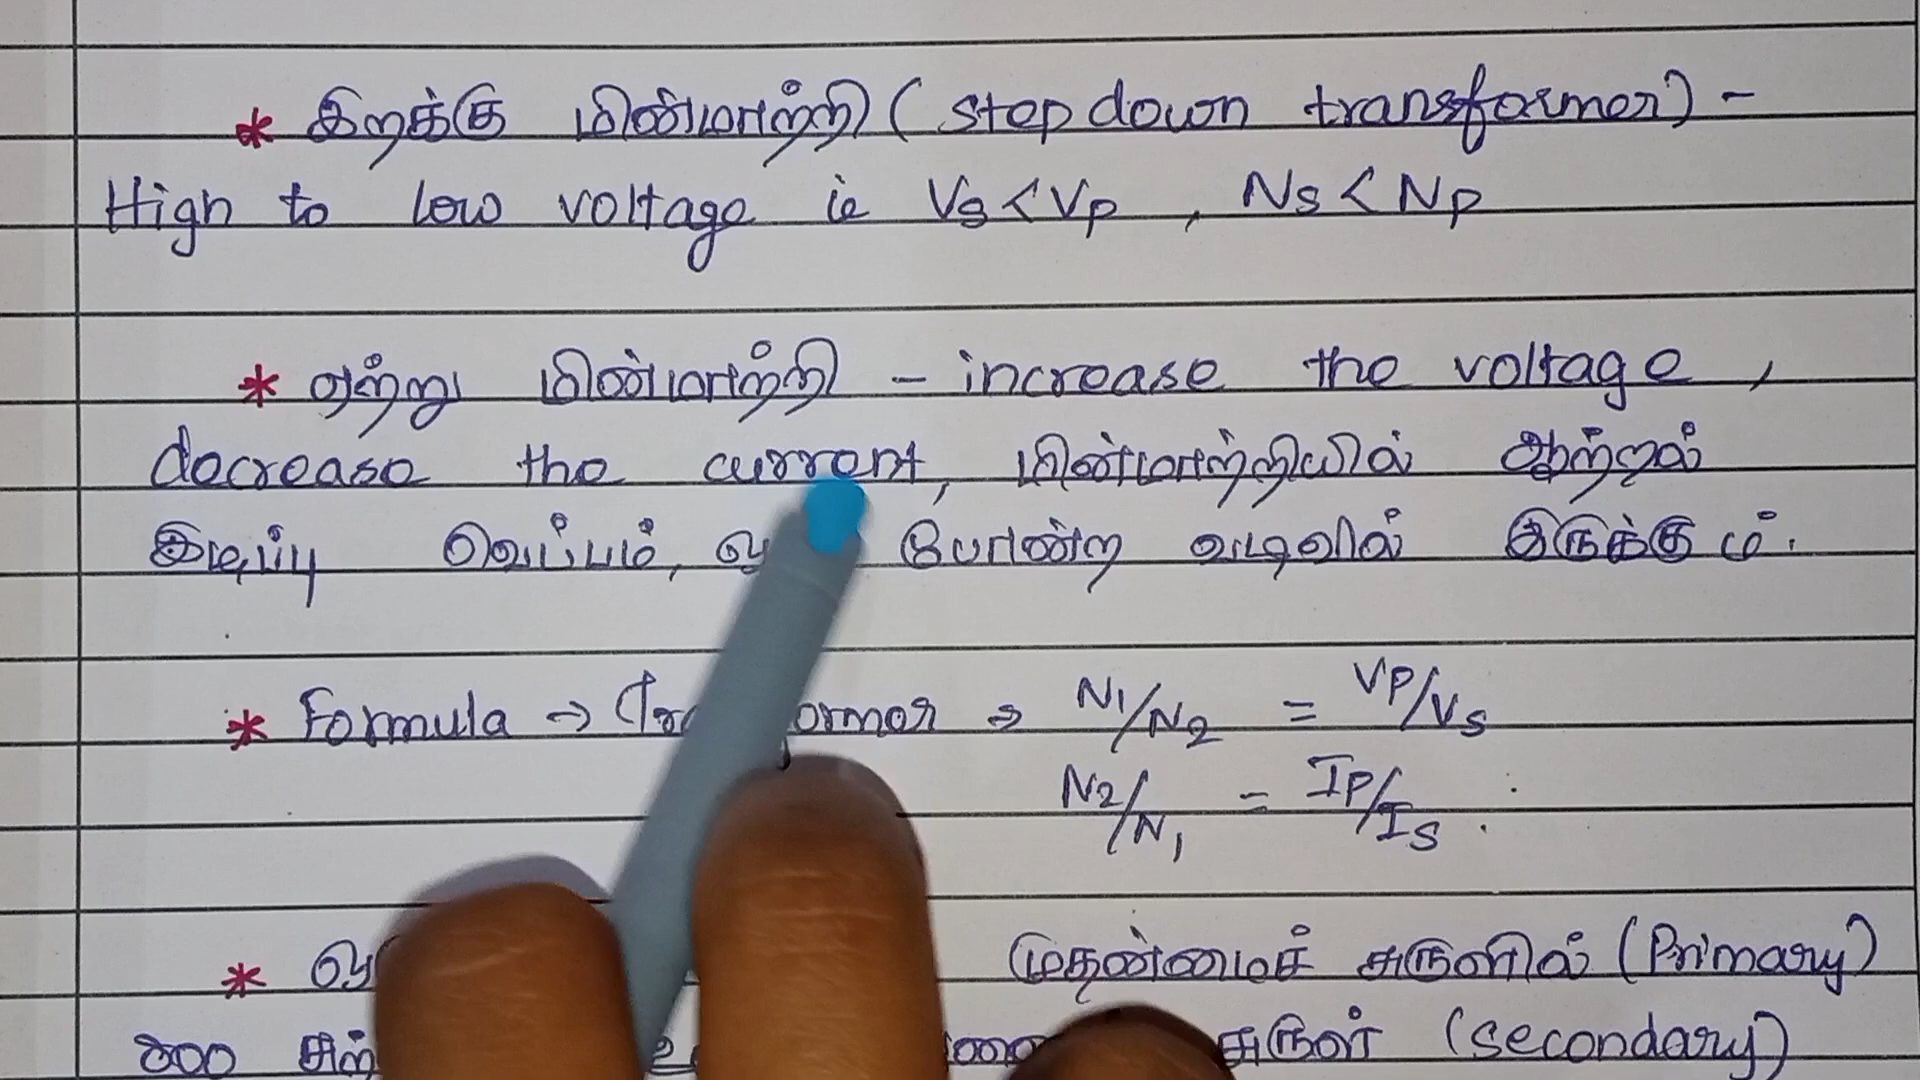 * இறக்கு மின்மாற்றி (step down transformer) -
High to low voltage ie Vs < Vp , Ns < Np
* ஏற்று மின்மாற்றி - increase the voltage ,
decrease the current, மின்மாற்றியில் ஆற்றல்
இழப்பு வெப்பம், போன்ற வடிவில் இருக்கும்.
* Formula → → N1/N2 = VP/VS
N2/N1 = IP/IS .
* முதன்மைச் சுருளில் (Primary)
800 சுருள் (secondary)